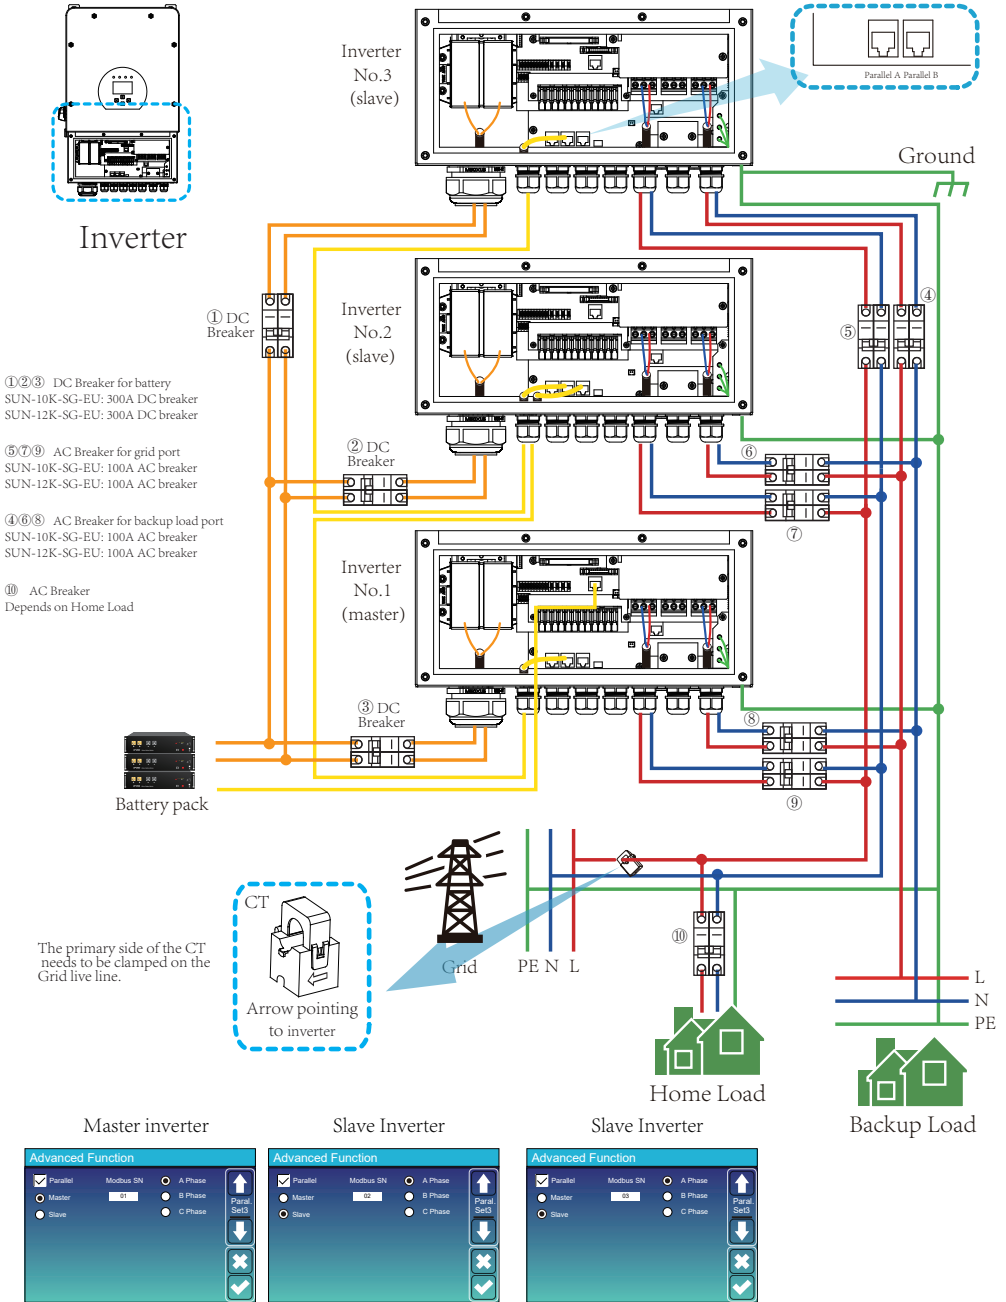 Inverter
No.3
(slave)
Parallel A Parallel B
Ground
Inverter
① DC
Breaker
Inverter
No.2
(slave)
④
⑤
①②③ DC Breaker for battery
SUN-10K-SG-EU: 300A DC breaker
SUN-12K-SG-EU: 300A DC breaker
⑤⑦⑨ AC Breaker for grid port
SUN-10K-SG-EU: 100A AC breaker
SUN-12K-SG-EU: 100A AC breaker
④⑥⑧ AC Breaker for backup load port
SUN-10K-SG-EU: 100A AC breaker
SUN-12K-SG-EU: 100A AC breaker
⑩ AC Breaker
Depends on Home Load
② DC
Breaker
⑥
⑦
Inverter
No.1
(master)
③ DC
Breaker
⑧
⑨
Battery pack
CT
Arrow pointing
to inverter
The primary side of the CT
needs to be clamped on the
Grid live line.
Grid
PE N L
⑩
L
N
PE
Home Load
Backup Load
Master inverter
Advanced Function
Parallel Modbus SN A Phase
Master 01 B Phase
Slave C Phase
Paral.
Set3
Slave Inverter
Advanced Function
Parallel Modbus SN A Phase
Master 02 B Phase
Slave C Phase
Paral.
Set3
Slave Inverter
Advanced Function
Parallel Modbus SN A Phase
Master 03 B Phase
Slave C Phase
Paral.
Set3